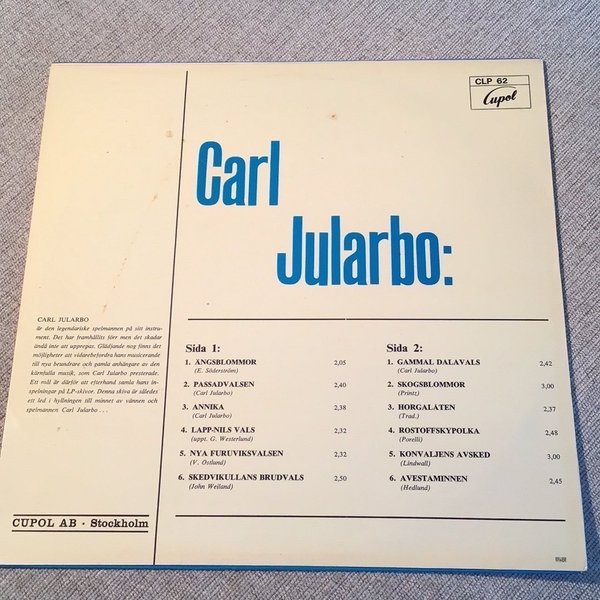 CLP 62
Cupol
Carl
Jularbo:
CARL JULARBO
är den legendariske spelmannen på sitt instru-
ment. Det har framhållits förr men det skadar
ändå inte att upprepas. Glädjande nog finns det
möjligheter att vidarebefordra hans musicerande
till nya beundrare och gamla anhängare av den
kärnfulla musik, som Carl Jularbo presterade.
Ett mål är därför att efterhand samla hans in-
spelningar på LP-skivor. Denna skiva är således
ett led i hyllningen till minnet av vännen och
spelmannen Carl Jularbo . . .
CUPOL AB · Stockholm
Sida 1:
1. ÄNGSBLOMMOR 2,05
(E. Söderström)
2. PASSADVALSEN 2,40
(Carl Jularbo)
3. ANNIKA 2,38
(Carl Jularbo)
4. LAPP-NILS VALS 2,32
(uppt. G. Westerlund)
5. NYA FURUVIKSVALSEN 2,32
(V. Östlund)
6. SKEDVIKULLANS BRUDVALS 2,50
(John Weiland)
Sida 2:
1. GAMMAL DALAVALS 2,42
(Carl Jularbo)
2. SKOGSBLOMMOR 3,00
(Printz)
3. HORGALÅTEN 2,37
(Trad.)
4. ROSTOFFSKYPOLKA 2,48
(Porelli)
5. KONVALJENS AVSKED 3,00
(Lindwall)
6. AVESTAMINNEN 2,45
(Hedlund)